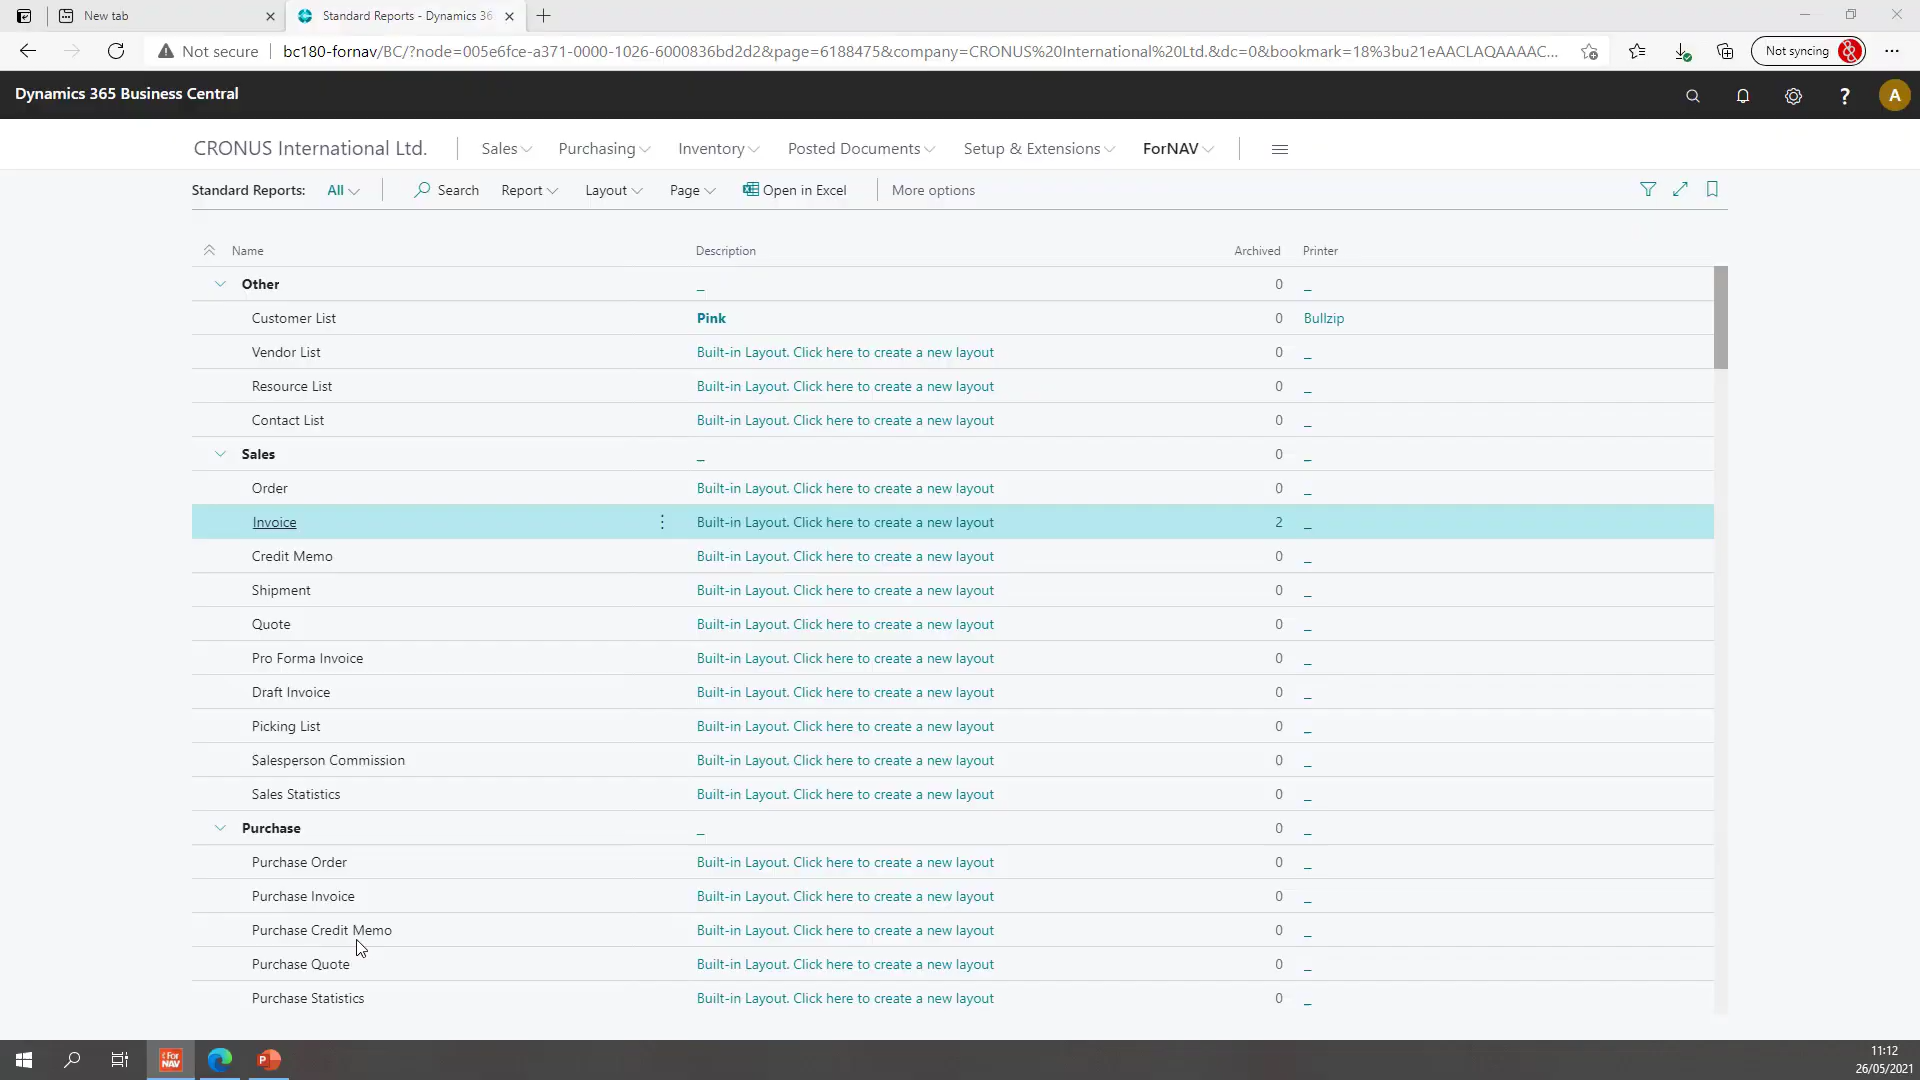 New tab
Standard Reports - Dynamics 36
Not secure
bc180-fornav/BC/?node=005e6fce-a371-0000-1026-6000836bd2d2&page=6188475&company=CRONUS%20International%20Ltd.&dc=0&bookmark=18%3bu21eAACLAQAAAAC...
Not syncing
Dynamics 365 Business Central
?
A
CRONUS International Ltd.
Sales
Purchasing
Inventory
Posted Documents
Setup & Extensions
ForNAV
Standard Reports:
All
Search
Report
Layout
Page
Open in Excel
More options
Name Description Archived Printer
Other _ 0 _
Customer List Pink 0 Bullzip
Vendor List Built-in Layout. Click here to create a new layout 0 _
Resource List Built-in Layout. Click here to create a new layout 0 _
Contact List Built-in Layout. Click here to create a new layout 0 _
Sales _ 0 _
Order Built-in Layout. Click here to create a new layout 0 _
Invoice Built-in Layout. Click here to create a new layout 2 _
Credit Memo Built-in Layout. Click here to create a new layout 0 _
Shipment Built-in Layout. Click here to create a new layout 0 _
Quote Built-in Layout. Click here to create a new layout 0 _
Pro Forma Invoice Built-in Layout. Click here to create a new layout 0 _
Draft Invoice Built-in Layout. Click here to create a new layout 0 _
Picking List Built-in Layout. Click here to create a new layout 0 _
Salesperson Commission Built-in Layout. Click here to create a new layout 0 _
Sales Statistics Built-in Layout. Click here to create a new layout 0 _
Purchase _ 0 _
Purchase Order Built-in Layout. Click here to create a new layout 0 _
Purchase Invoice Built-in Layout. Click here to create a new layout 0 _
Purchase Credit Memo Built-in Layout. Click here to create a new layout 0 _
Purchase Quote Built-in Layout. Click here to create a new layout 0 _
Purchase Statistics Built-in Layout. Click here to create a new layout 0 _
For
NAV
P
11:12
26/05/2021